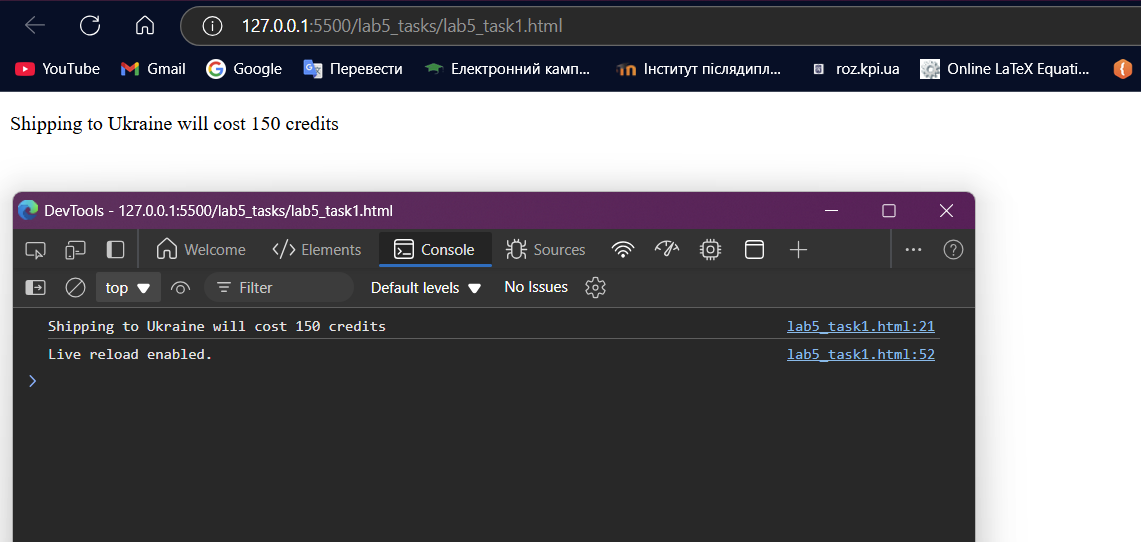 127.0.0.1:5500/lab5_tasks/lab5_task1.html
YouTube Gmail Google Перевести Електронний камп... Інститут післядипл... roz.kpi.ua Online LaTeX Equati...
Shipping to Ukraine will cost 150 credits
DevTools - 127.0.0.1:5500/lab5_tasks/lab5_task1.html
Welcome Elements Console Sources
top Filter Default levels No Issues
Shipping to Ukraine will cost 150 credits lab5_task1.html:21
Live reload enabled. lab5_task1.html:52